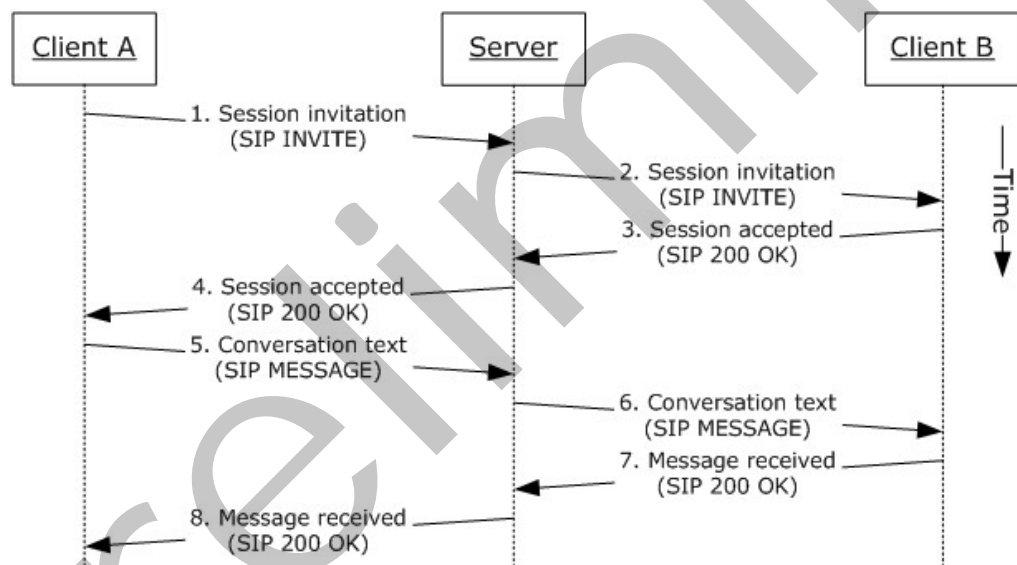 Client A
Server
Client B
1. Session invitation
(SIP INVITE)
2. Session invitation
(SIP INVITE)
Time
3. Session accepted
(SIP 200 OK)
4. Session accepted
(SIP 200 OK)
5. Conversation text
(SIP MESSAGE)
6. Conversation text
(SIP MESSAGE)
7. Message received
(SIP 200 OK)
8. Message received
(SIP 200 OK)
relimi